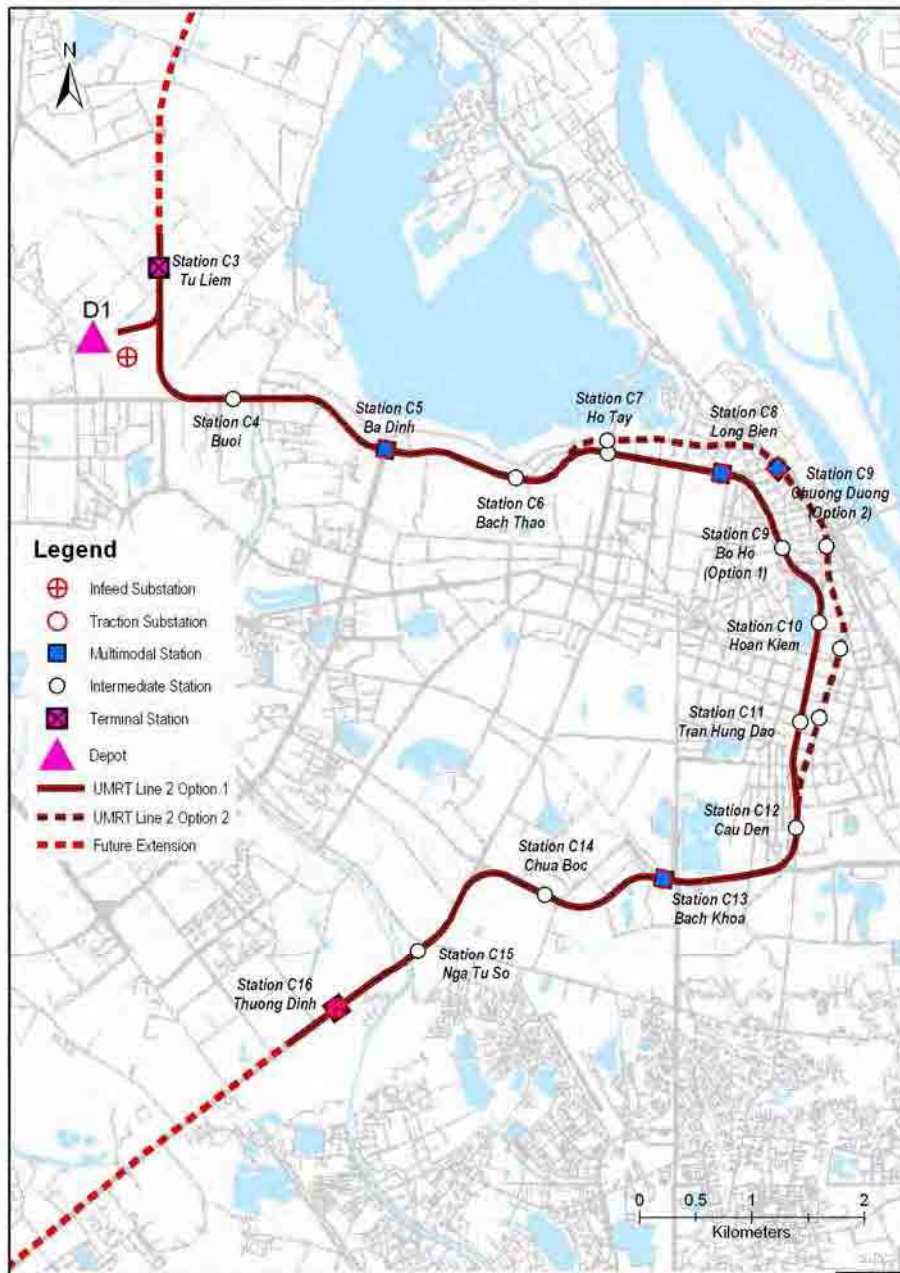 N
Station C3
Tu Liem
D1
Station C4
Buoi
Station C5
Ba Dinh
Station C6
Bach Thao
Station C7
Ho Tay
Station C8
Long Bien
Station C9
Chuong Duong
(Option 2)
Station C9
Bo Ho
(Option 1)
Station C10
Hoan Kiem
Station C11
Tran Hung Dao
Station C12
Cau Den
Station C13
Bach Khoa
Station C14
Chua Boc
Station C15
Nga Tu So
Station C16
Thuong Dinh
Legend
Infeed Substation
Traction Substation
Multimodal Station
Intermediate Station
Terminal Station
Depot
UMRT Line 2 Option 1
UMRT Line 2 Option 2
Future Extension
0 0.5 1 2
Kilometers